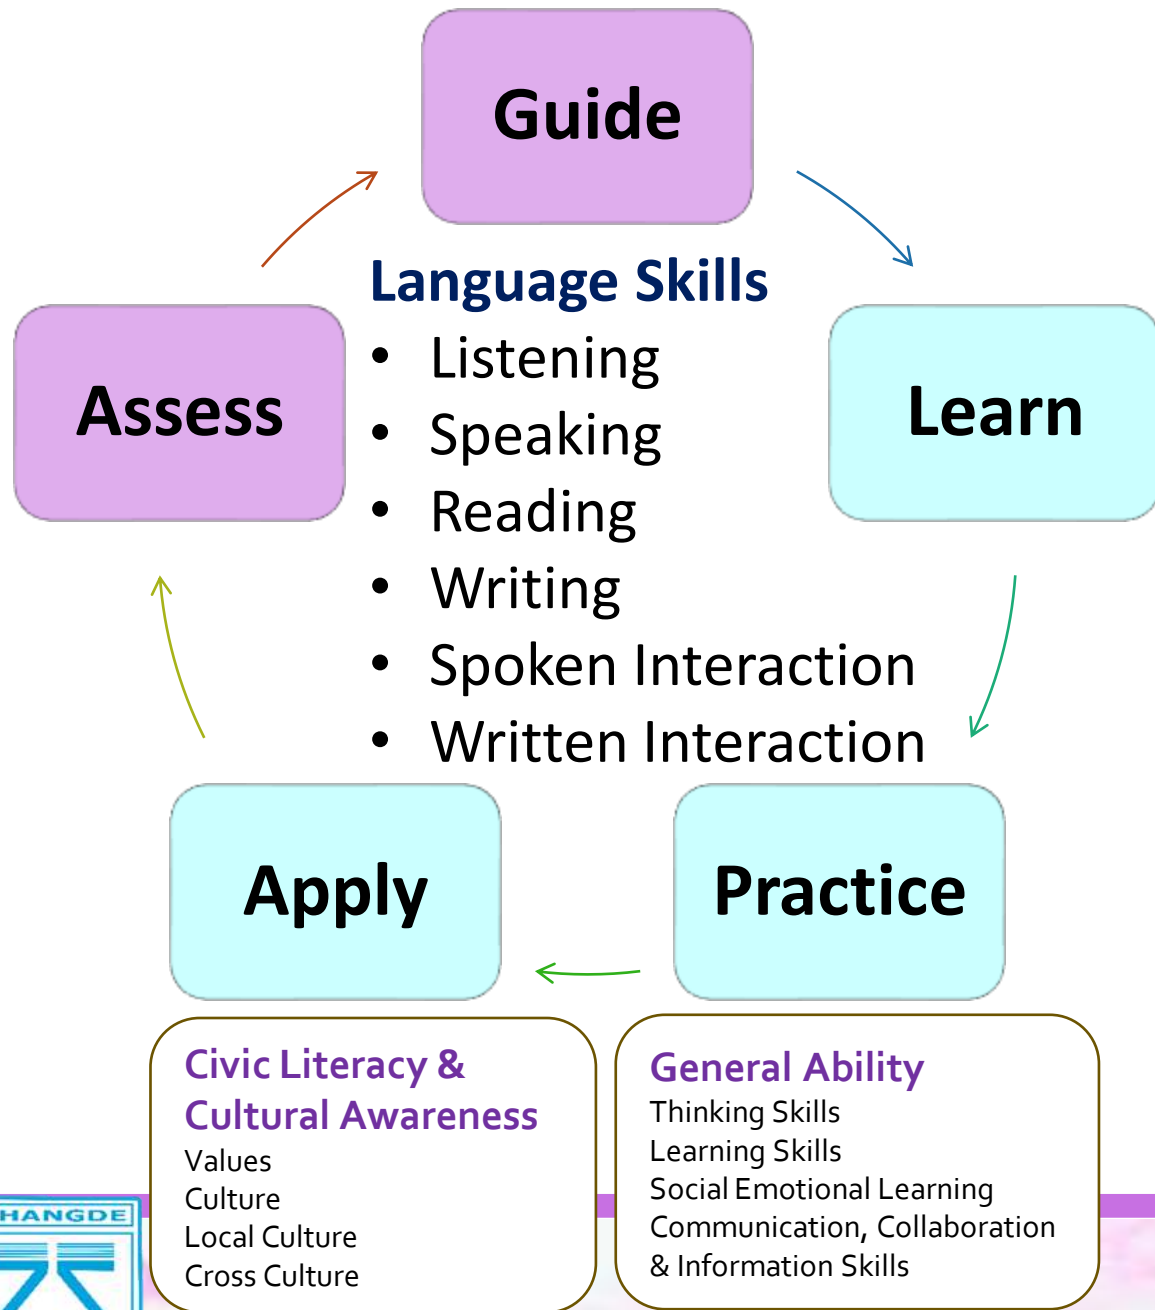 Guide
Language Skills
• Listening
• Speaking
• Reading
• Writing
• Spoken Interaction
• Written Interaction
Assess
Learn
Apply
Practice
Civic Literacy &
Cultural Awareness
Values
Culture
Local Culture
Cross Culture
General Ability
Thinking Skills
Learning Skills
Social Emotional Learning
Communication, Collaboration
& Information Skills
HANGDE